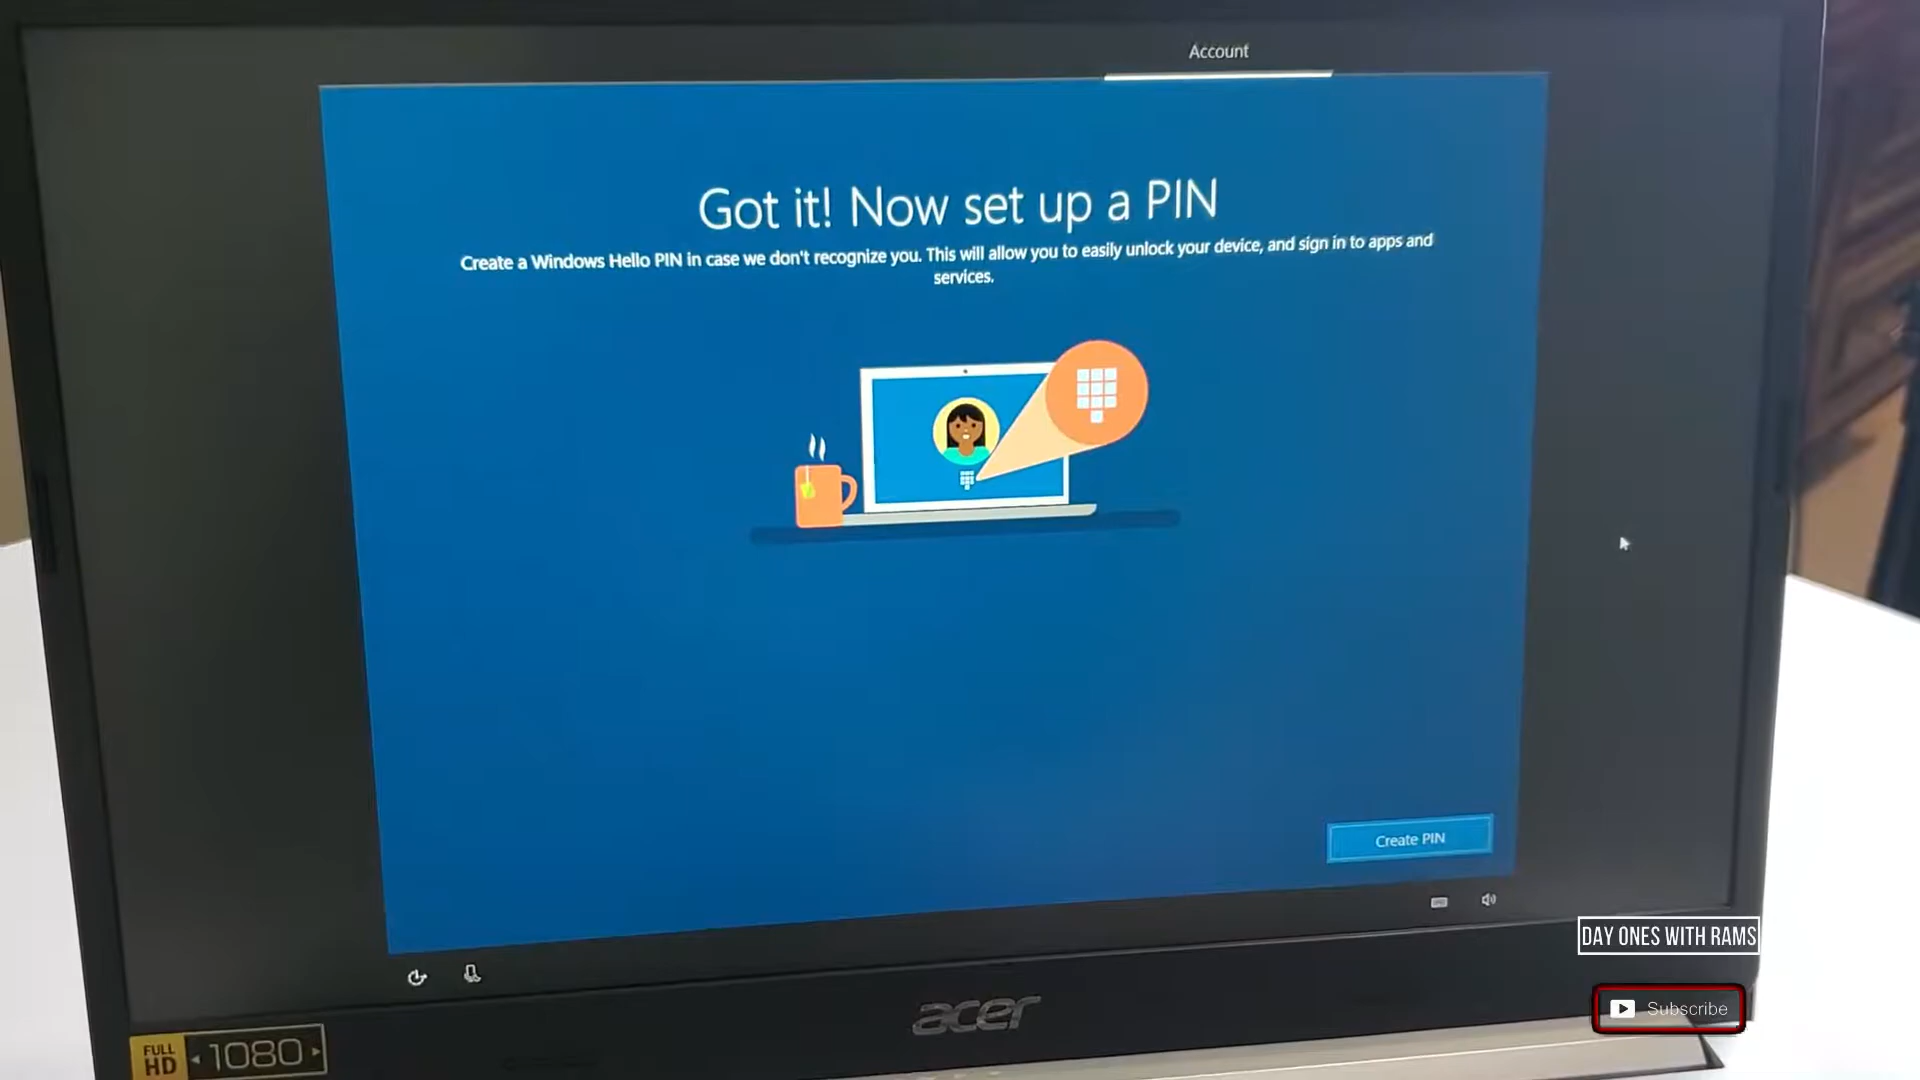 Account
Got it! Now set up a PIN
Create a Windows Hello PIN in case we don't recognize you. This will allow you to easily unlock your device, and sign in to apps and
services.
Create PIN
DAY ONES WITH RAMS
acer
Subscribe
FULL HD 1080